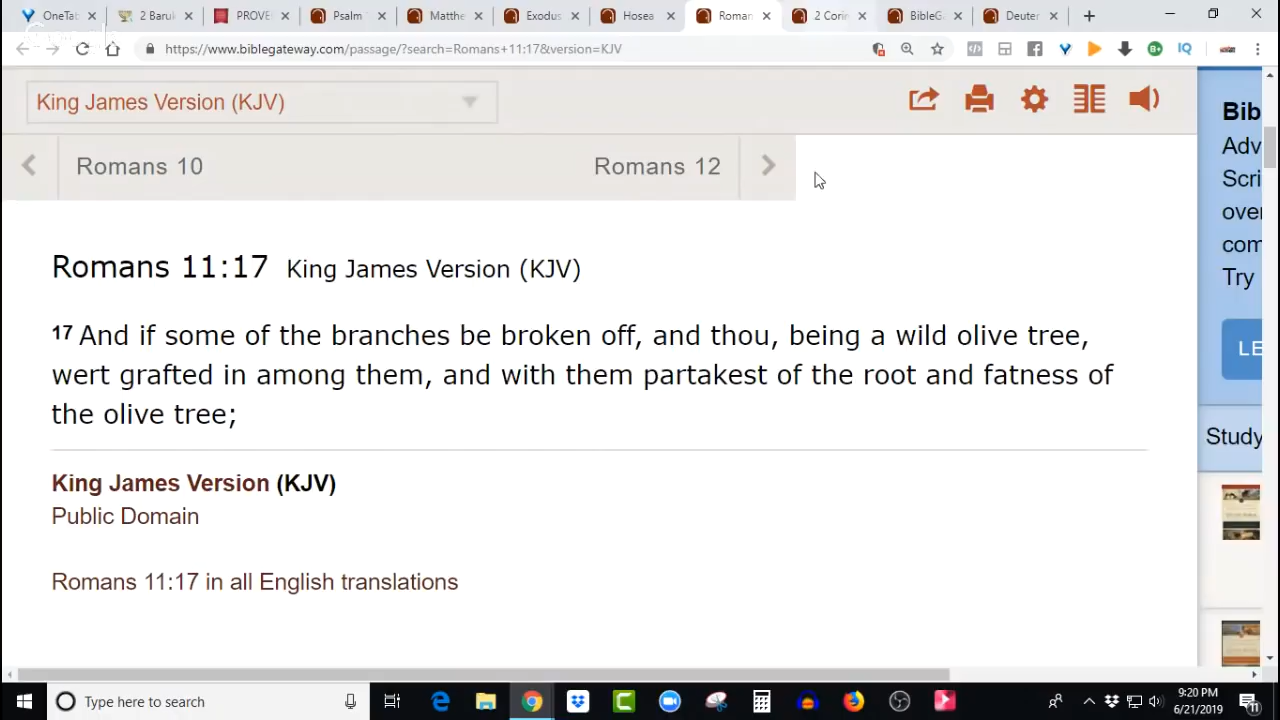 OneTab
2 Baruk
PROVE
Psalm
Matthe
Exodus
Hosea
Roman
2 Corin
BibleGa
Deuter
https://www.biblegateway.com/passage/?search=Romans+11:17&version=KJV
King James Version (KJV)
Romans 10
Romans 12
Romans 11:17 King James Version (KJV)
17 And if some of the branches be broken off, and thou, being a wild olive tree,
wert grafted in among them, and with them partakest of the root and fatness of
the olive tree;
King James Version (KJV)
Public Domain
Romans 11:17 in all English translations
Bib
Adv
Scri
over
com
Try
LE
Study
Type here to search
9:20 PM
6/21/2019
11